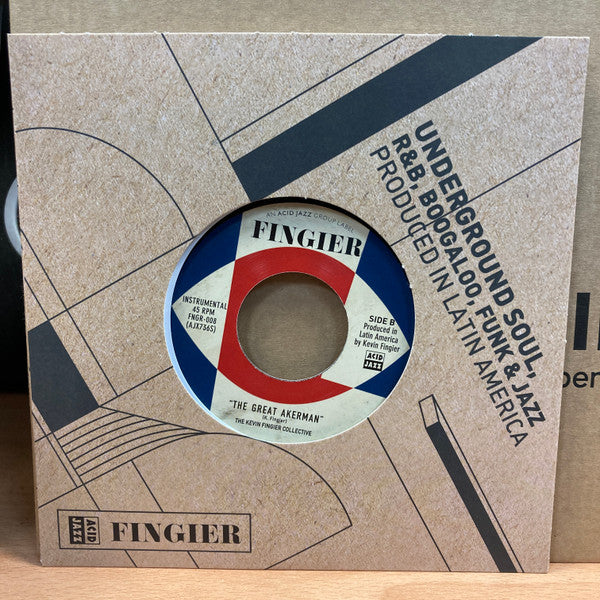 UNDERGROUND SOUL,
R&B, BOOGALOO, FUNK & JAZZ
PRODUCED IN LATIN AMERICA
AN ACID JAZZ GROUP LABEL
FINGIER
INSTRUMENTAL
45 RPM
FNGR-008
(AJX736S)
SIDE B
Produced in
Latin America
by Kevin Fingier
ACID
JAZZ
"THE GREAT AKERMAN"
(K. Fingier)
THE KEVIN FINGIER COLLECTIVE
ACID
JAZZ
FINGIER